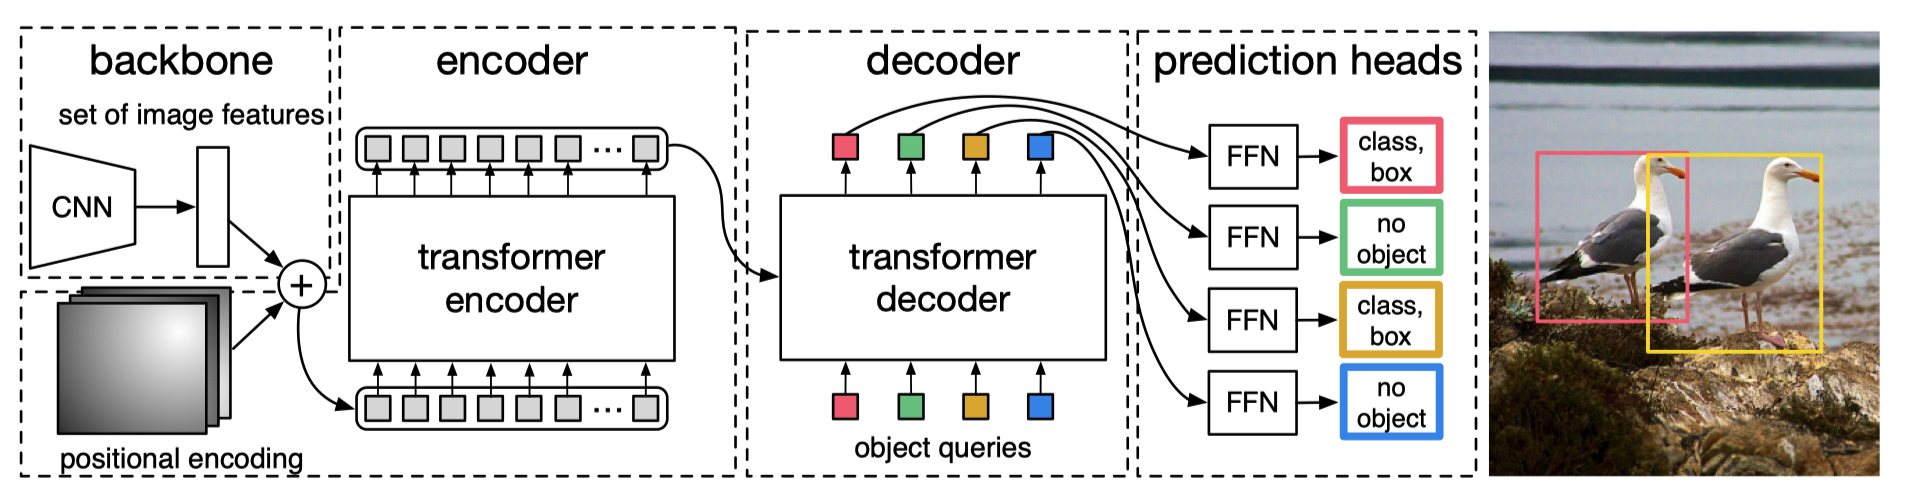 backbone
set of image features
CNN
+
positional encoding
encoder
...
transformer
encoder
...
decoder
transformer
decoder
object queries
prediction heads
FFN
class,
box
FFN
no
object
FFN
class,
box
FFN
no
object